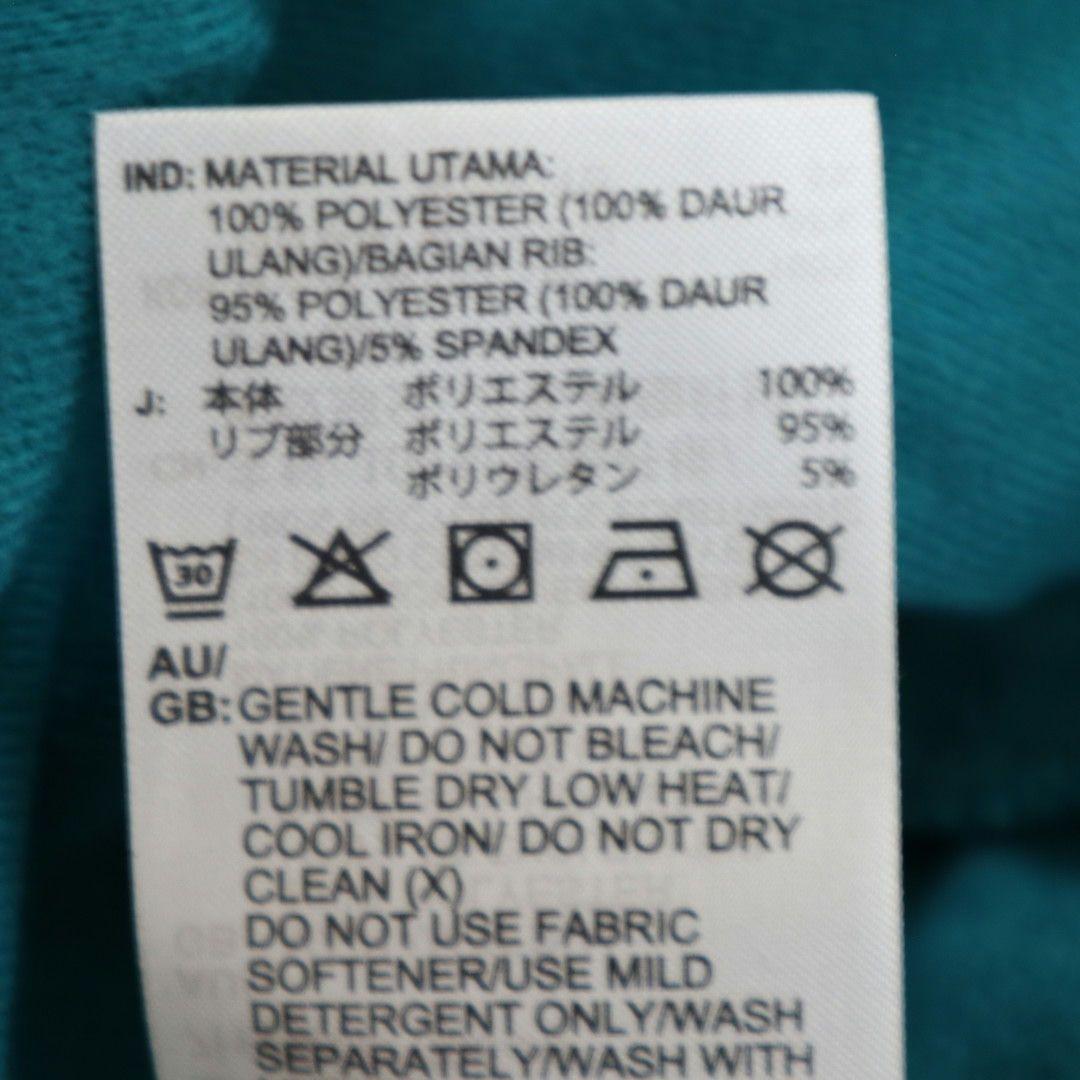 IND: MATERIAL UTAMA:
100% POLYESTER (100% DAUR
ULANG)/BAGIAN RIB:
95% POLYESTER (100% DAUR
ULANG)/5% SPANDEX
J: 本体 ポリエステル 100%
リブ部分 ポリエステル 95%
ポリウレタン 5%
30
AU/
GB: GENTLE COLD MACHINE
WASH/ DO NOT BLEACH/
TUMBLE DRY LOW HEAT/
COOL IRON/ DO NOT DRY
CLEAN (X)
DO NOT USE FABRIC
SOFTENER/USE MILD
DETERGENT ONLY/WASH
SEPARATELY/WASH WITH